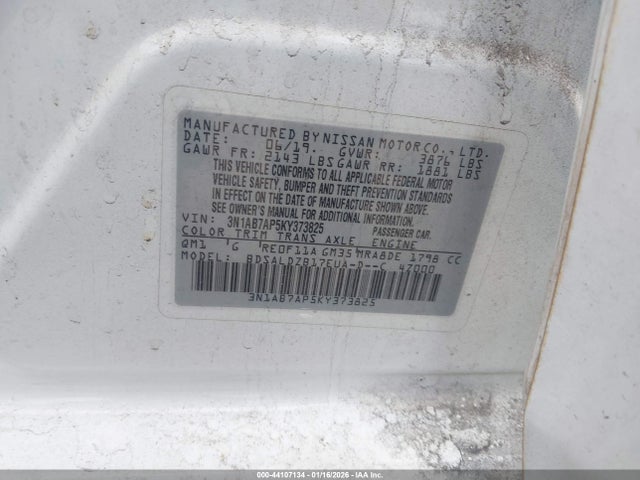 MANUFACTURED BY NISSAN MOTOR CO., LTD.
DATE: 06/19. GVWR: 3876 LBS
GAWR FR: 2143 LBS GAWR RR: 1881 LBS
THIS VEHICLE CONFORMS TO ALL APPLICABLE FEDERAL MOTOR
VEHICLE SAFETY, BUMPER AND THEFT PREVENTION STANDARDS
IN EFFECT ON THE DATE OF MANUFACTURE SHOWN ABOVE.
SEE OWNER'S MANUAL FOR ADDITIONAL INFORMATION.
VIN: 3N1AB7AP5KY373825 PASSENGER CAR.
COLOR TRIM TRANS AXLE ENGINE
QM1 G RE0F11A GM35 MRA8DE 1798 CC
MODEL: BDSALDZB17EUA-D--C 4Z000
3N1AB7AP5KY373825
000-44107134 - 01/16/2026 - © IAA Inc.